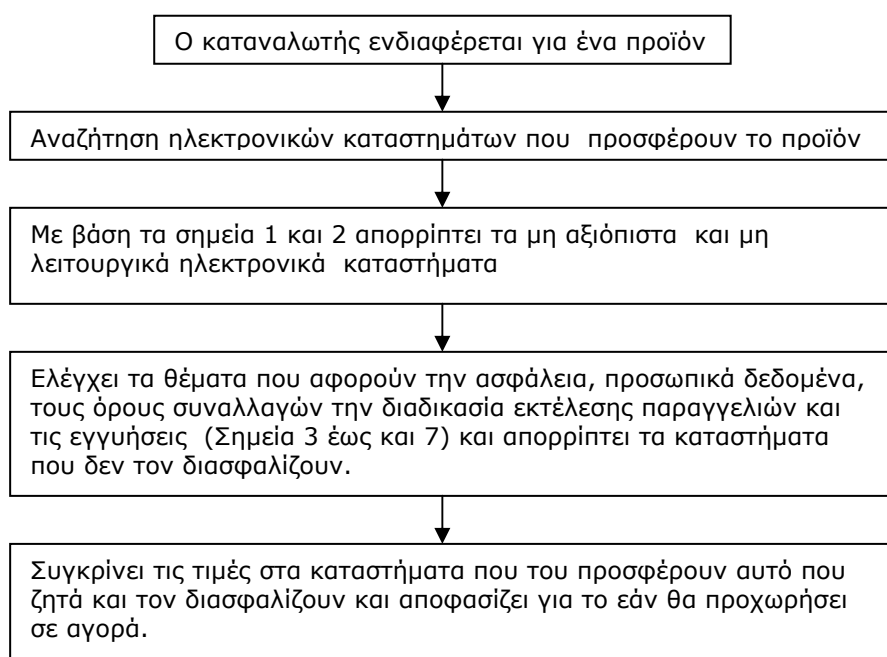 Ο καταναλωτής ενδιαφέρεται για ένα προϊόν
Αναζήτηση ηλεκτρονικών καταστημάτων που προσφέρουν το προϊόν
Με βάση τα σημεία 1 και 2 απορρίπτει τα μη αξιόπιστα και μη
λειτουργικά ηλεκτρονικά καταστήματα
Ελέγχει τα θέματα που αφορούν την ασφάλεια, προσωπικά δεδομένα,
τους όρους συναλλαγών την διαδικασία εκτέλεσης παραγγελιών και
τις εγγυήσεις (Σημεία 3 έως και 7) και απορρίπτει τα καταστήματα
που δεν τον διασφαλίζουν.
Συγκρίνει τις τιμές στα καταστήματα που του προσφέρουν αυτό που
ζητά και τον διασφαλίζουν και αποφασίζει για το εάν θα προχωρήσει
σε αγορά.